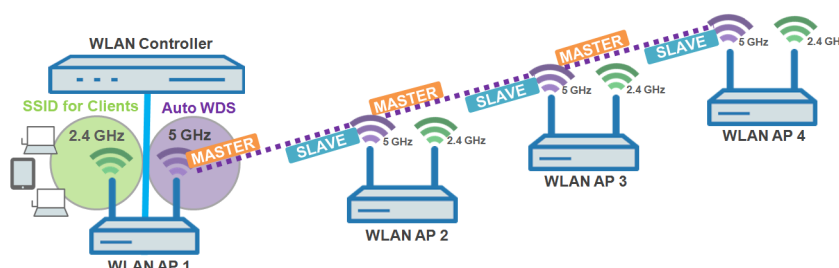 WLAN Controller
SSID for Clients
Auto WDS
2.4 GHz
5 GHz
MASTER
SLAVE
5 GHz
2.4 GHz
MASTER
SLAVE
5 GHz
2.4 GHz
MASTER
SLAVE
5 GHz
2.4 GHz
WLAN AP 1
WLAN AP 2
WLAN AP 3
WLAN AP 4